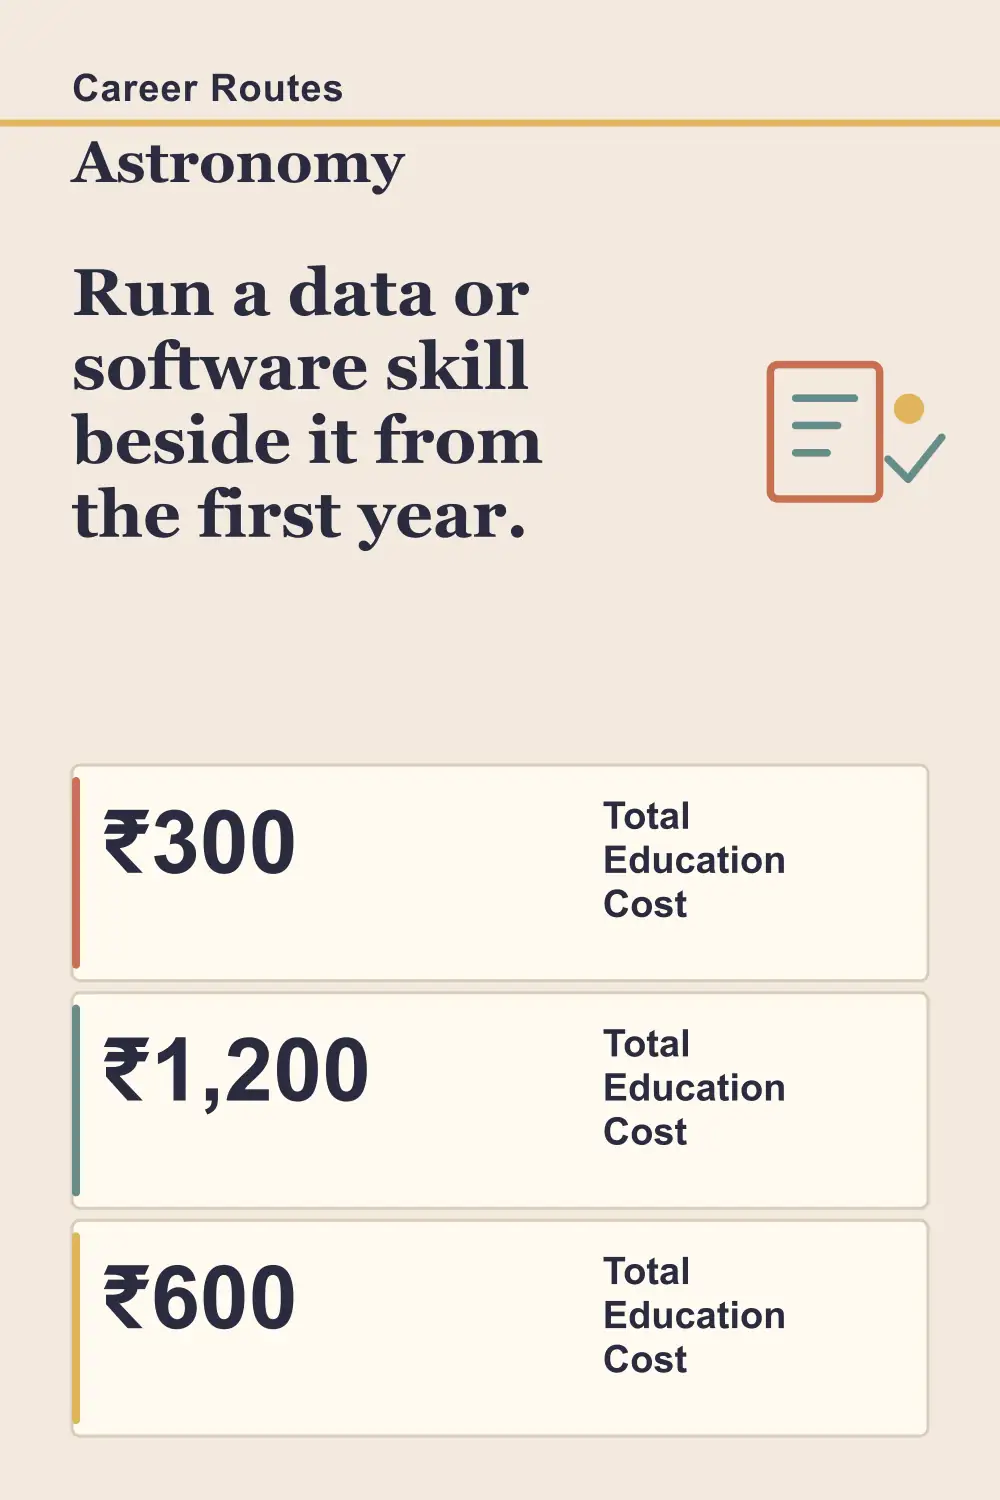 Career Routes
Astronomy
Run a data or
software skill
beside it from
the first year.
₹300
Total
Education
Cost
₹1,200
Total
Education
Cost
₹600
Total
Education
Cost